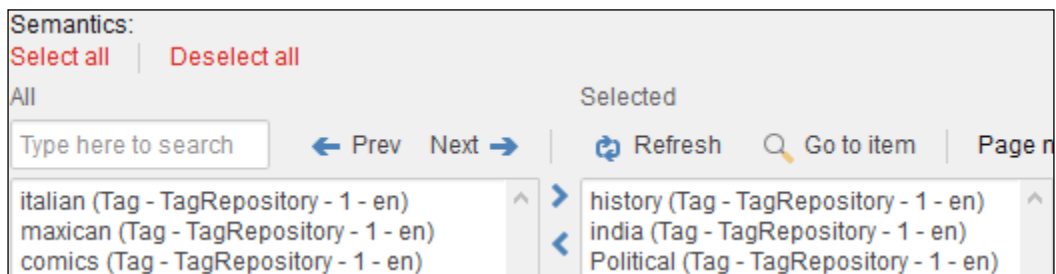 Semantics:
Select all Deselect all
All Selected
Type here to search Prev Next Refresh Go to item Page n
italian (Tag - TagRepository - 1 - en) history (Tag - TagRepository - 1 - en)
maxican (Tag - TagRepository - 1 - en) india (Tag - TagRepository - 1 - en)
comics (Tag - TagRepository - 1 - en) Political (Tag - TagRepository - 1 - en)